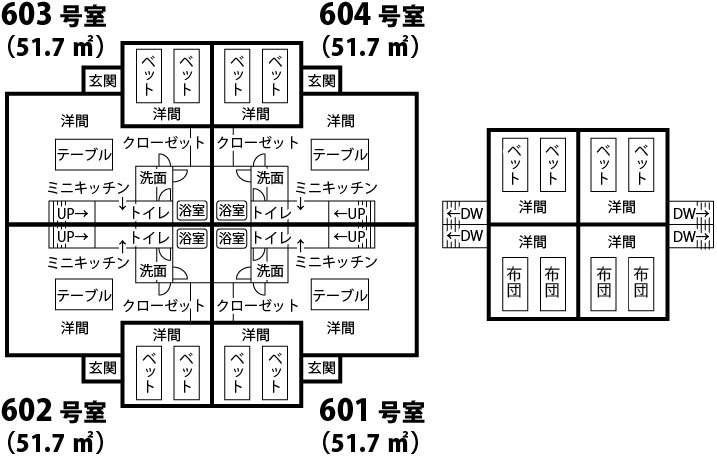 603 号室
（51.7 ㎡）
604 号室
（51.7 ㎡）
玄関
ベット
ベット
ベット
ベット
玄関
洋間
洋間
洋間
洋間
クローゼット
クローゼット
テーブル
洗面
洗面
テーブル
ミニキッチン
ミニキッチン
UP→
トイレ
浴室
浴室
トイレ
←UP
UP→
トイレ
浴室
浴室
トイレ
←UP
ミニキッチン
ミニキッチン
洗面
洗面
テーブル
テーブル
クローゼット
クローゼット
洋間
洋間
洋間
洋間
玄関
ベット
ベット
ベット
ベット
玄関
602 号室
（51.7 ㎡）
601 号室
（51.7 ㎡）
ベット
ベット
ベット
ベット
洋間
洋間
←DW
DW→
←DW
DW→
洋間
洋間
布団
布団
布団
布団